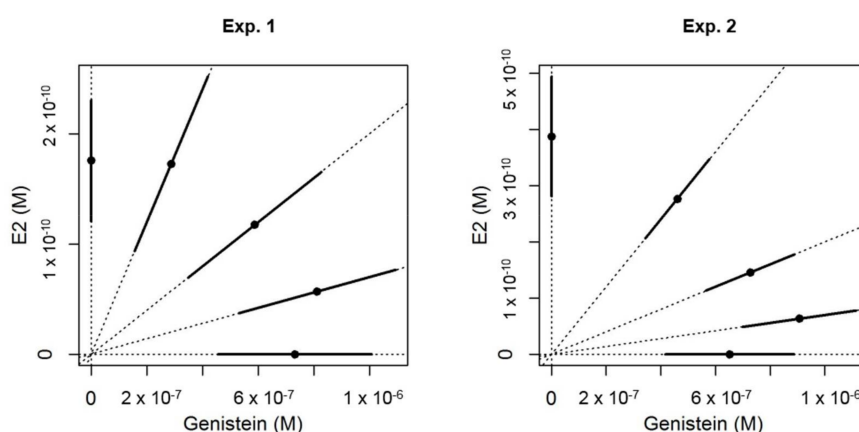 Exp. 1
E2 (M)
2 x 10⁻¹⁰
1 x 10⁻¹⁰
0
0
2 x 10⁻⁷
6 x 10⁻⁷
1 x 10⁻⁶
Genistein (M)
Exp. 2
E2 (M)
5 x 10⁻¹⁰
3 x 10⁻¹⁰
1 x 10⁻¹⁰
0
0
2 x 10⁻⁷
6 x 10⁻⁷
1 x 10⁻⁶
Genistein (M)